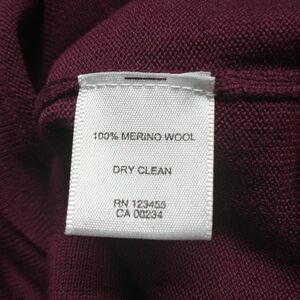 100% MERINO WOOL
DRY CLEAN
RN 123455
CA 00234